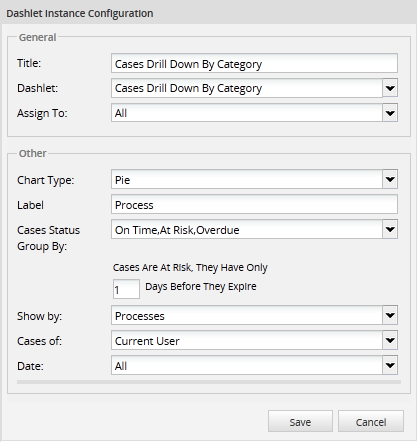 Dashlet Instance Configuration
General
Title: Cases Drill Down By Category
Dashlet: Cases Drill Down By Category
Assign To: All
Other
Chart Type: Pie
Label Process
Cases Status Group By: On Time,At Risk,Overdue
Cases Are At Risk, They Have Only
1 Days Before They Expire
Show by: Processes
Cases of: Current User
Date: All
Save Cancel